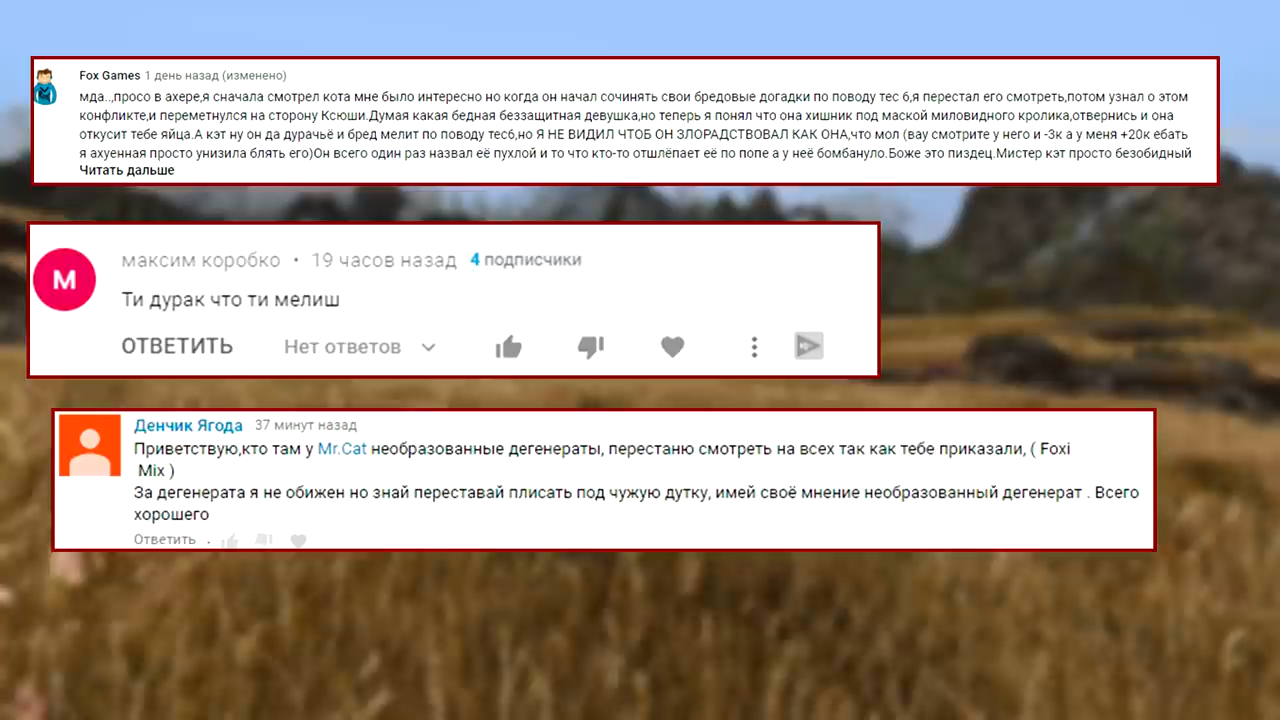 Fox Games 1 день назад (изменено)
мда..,просо в ахере,я сначала смотрел кота мне было интересно но когда он начал сочинять свои бредовые догадки по поводу тес 6,я перестал его смотреть,потом узнал о этом
конфликте,и переметнулся на сторону Ксюши.Думая какая бедная беззащитная девушка,но теперь я понял что она хишник под маской миловидного кролика,отвернись и она
откусит тебе яйца.А кэт ну он да дурачьё и бред мелит по поводу тес6,но Я НЕ ВИДИЛ ЧТОБ ОН ЗЛОРАДСТВОВАЛ КАК ОНА,что мол (вау смотрите у него и -3к а у меня +20к ебать
я ахуенная просто унизила блять его)Он всего один раз назвал её пухлой и то что кто-то отшлёпает её по попе а у неё бомбануло.Боже это пиздец.Мистер кэт просто безобидный
Читать дальше
М
максим коробко • 19 часов назад 4 подписчики
Ти дурак что ти мелиш
ОТВЕТИТЬ Нет ответов
Денчик Ягода 37 минут назад
Приветствую,кто там у Mr.Cat необразованные дегенераты, перестаню смотреть на всех так как тебе приказали, ( Foxi
Mix )
За дегенерата я не обижен но знай переставай плисать под чужую дутку, имей своё мнение необразованный дегенерат . Всего
хорошего
Ответить .